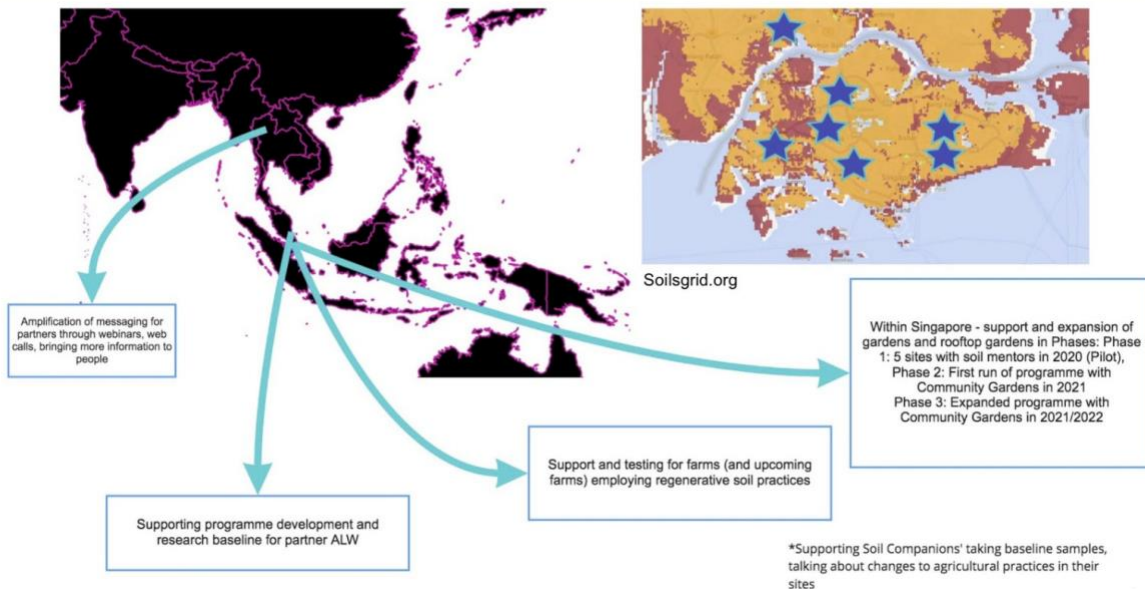 Soilsgrid.org
Amplification of messaging for
partners through webinars, web
calls, bringing more information to
people
Within Singapore - support and expansion of
gardens and rooftop gardens in Phases: Phase
1: 5 sites with soil mentors in 2020 (Pilot),
Phase 2: First run of programme with
Community Gardens in 2021
Phase 3: Expanded programme with
Community Gardens in 2021/2022
Support and testing for farms (and upcoming
farms) employing regenerative soil practices
Supporting programme development and
research baseline for partner ALW
*Supporting Soil Companions' taking baseline samples,
talking about changes to agricultural practices in their
sites